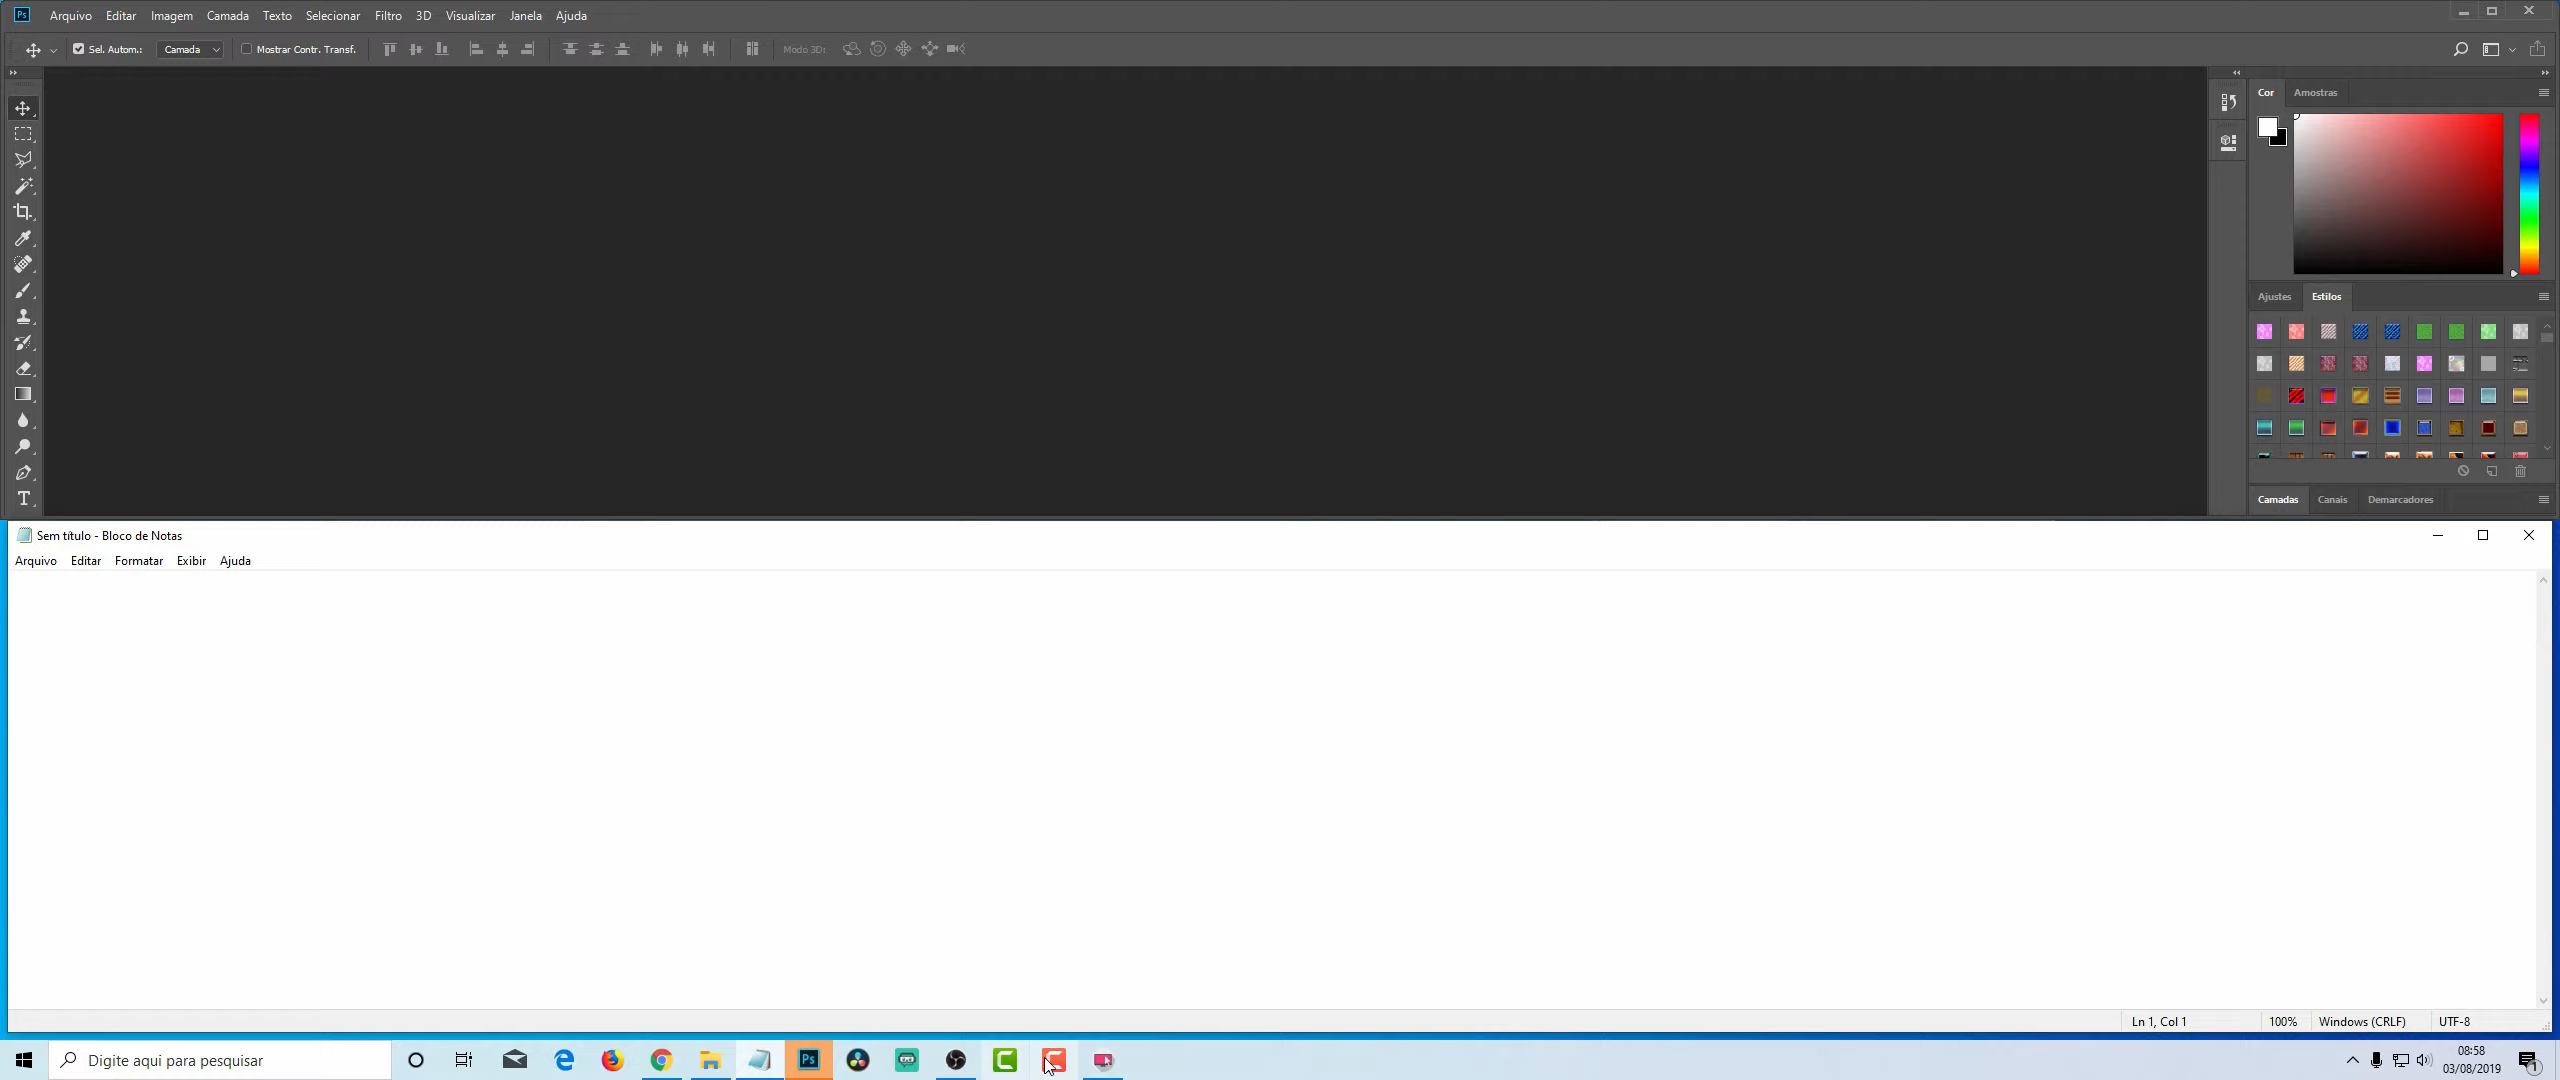 Ps Arquivo Editar Imagem Camada Texto Selecionar Filtro 3D Visualizar Janela Ajuda
Sel. Autom.: Camada Mostrar Contr. Transf. Modo 3D:
Cor Amostras
Ajustes Estilos
T
Camadas Canais Demarcadores
Sem título - Bloco de Notas
Arquivo Editar Formatar Exibir Ajuda
Ln 1, Col 1 100% Windows (CRLF) UTF-8
Digite aqui para pesquisar Ps
08:58
03/08/2019
1